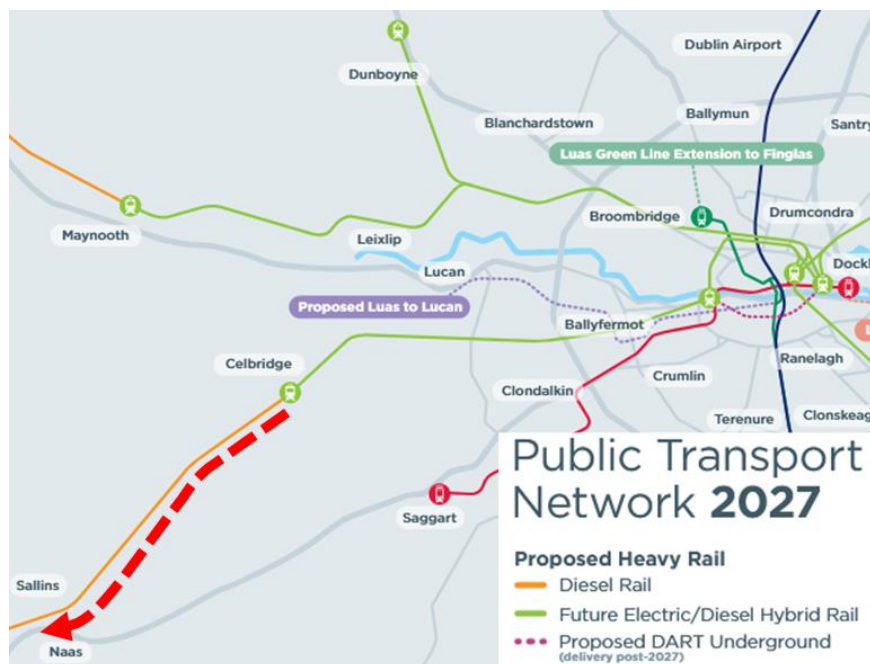 Dublin Airport
Dunboyne
Ballymun
Blanchardstown
Santry
Luas Green Line Extension to Finglas
Broombridge
Drumcondra
Maynooth
Leixlip
Lucan
Dockl
Proposed Luas to Lucan
Ballyfermot
L
Celbridge
Ranelagh
Crumlin
Clondalkin
Terenure
Clonskeag
Saggart
Sallins
Naas
Public Transport
Network 2027
Proposed Heavy Rail
Diesel Rail
Future Electric/Diesel Hybrid Rail
Proposed DART Underground
(delivery post-2027)